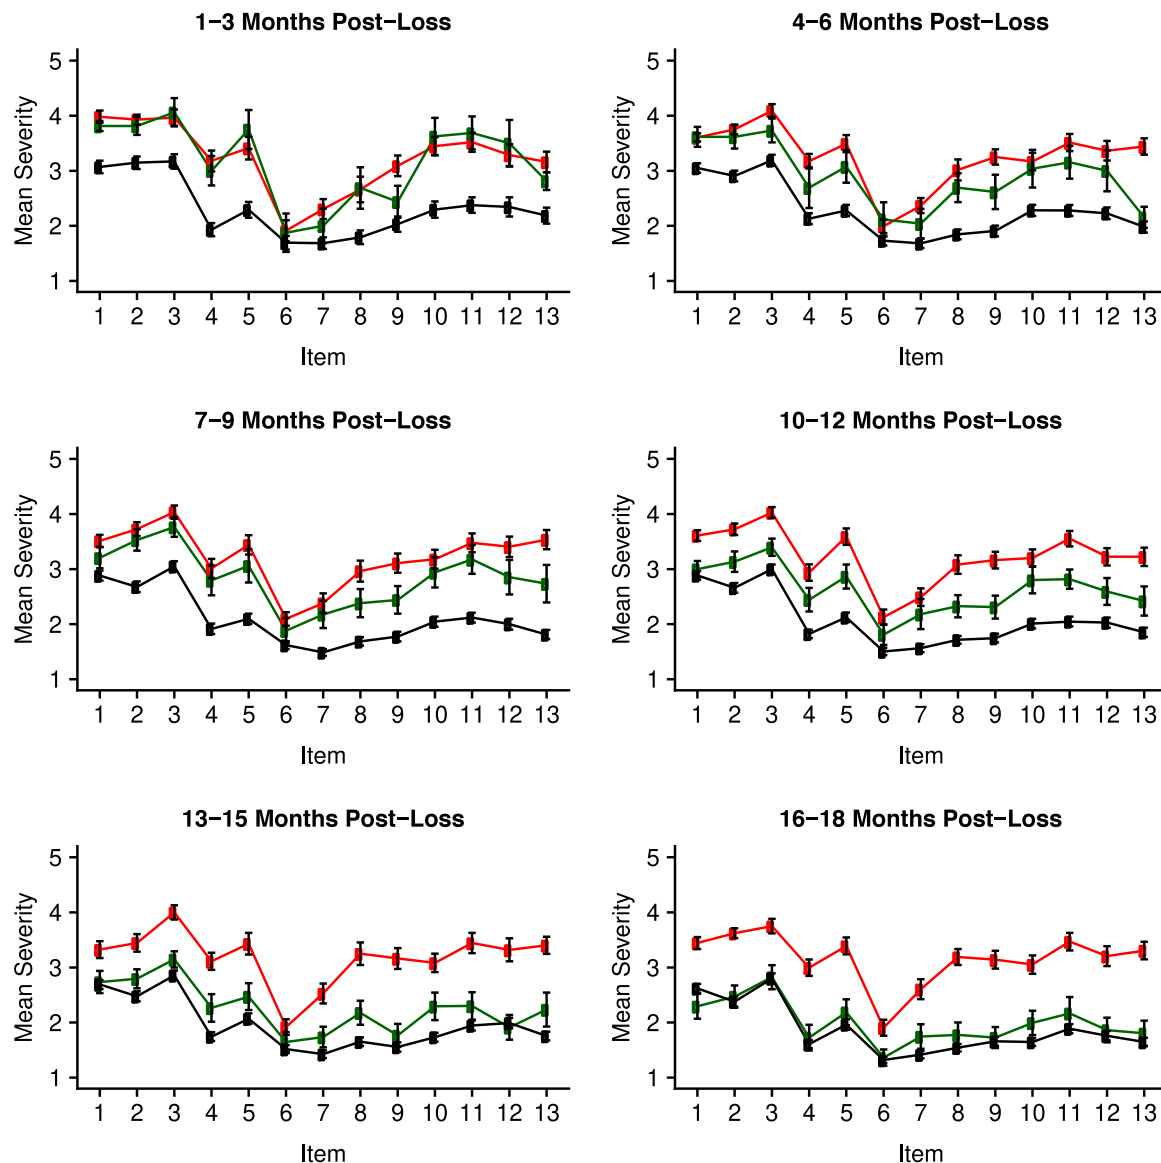 1–3 Months Post–Loss
Mean Severity
5
4
3
2
1
1 2 3 4 5 6 7 8 9 10 11 12 13
Item
4–6 Months Post–Loss
Mean Severity
5
4
3
2
1
1 2 3 4 5 6 7 8 9 10 11 12 13
Item
7–9 Months Post–Loss
Mean Severity
5
4
3
2
1
1 2 3 4 5 6 7 8 9 10 11 12 13
Item
10–12 Months Post–Loss
Mean Severity
5
4
3
2
1
1 2 3 4 5 6 7 8 9 10 11 12 13
Item
13–15 Months Post–Loss
Mean Severity
5
4
3
2
1
1 2 3 4 5 6 7 8 9 10 11 12 13
Item
16–18 Months Post–Loss
Mean Severity
5
4
3
2
1
1 2 3 4 5 6 7 8 9 10 11 12 13
Item